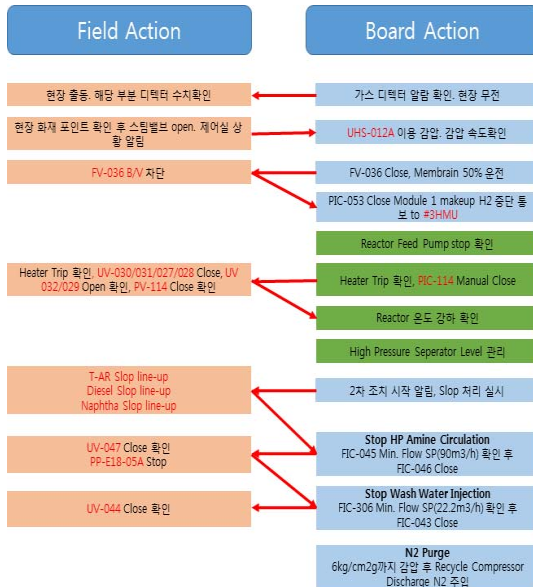 Field Action
Board Action
현장 출동. 해당 부분 디텍터 수치확인
가스 디텍터 알람 확인. 현장 무전
현장 화재 포인트 확인 후 스팀밸브 open. 제어실 상
황 알림
UHS-012A 이용 감압. 감압 속도확인
FV-036 B/V 차단
FV-036 Close, Membrain 50% 운전
PIC-053 Close Module 1 makeup H2 중단 통
보 to #3HMU
Reactor Feed Pump stop 확인
Heater Trip 확인, UV-030/031/027/028 Close, UV
032/029 Open 확인, PV-114 Close 확인
Heater Trip 확인, PIC-114 Manual Close
Reactor 온도 강하 확인
High Pressure Seperator Level 관리
T-AR Slop line-up
Diesel Slop line-up
Naphtha Slop line-up
2차 조치 시작 알림, Slop 처리 실시
UV-047 Close 확인
PP-E18-05A Stop
Stop HP Amine Circulation
FIC-045 Min. Flow SP(90m3/h) 확인 후
FIC-046 Close
UV-044 Close 확인
Stop Wash Water Injection
FIC-306 Min. Flow SP(22.2m3/h) 확인 후
FIC-043 Close
N2 Purge
6kg/cm2g까지 감압 후 Recycle Compressor
Discharge N2 주입